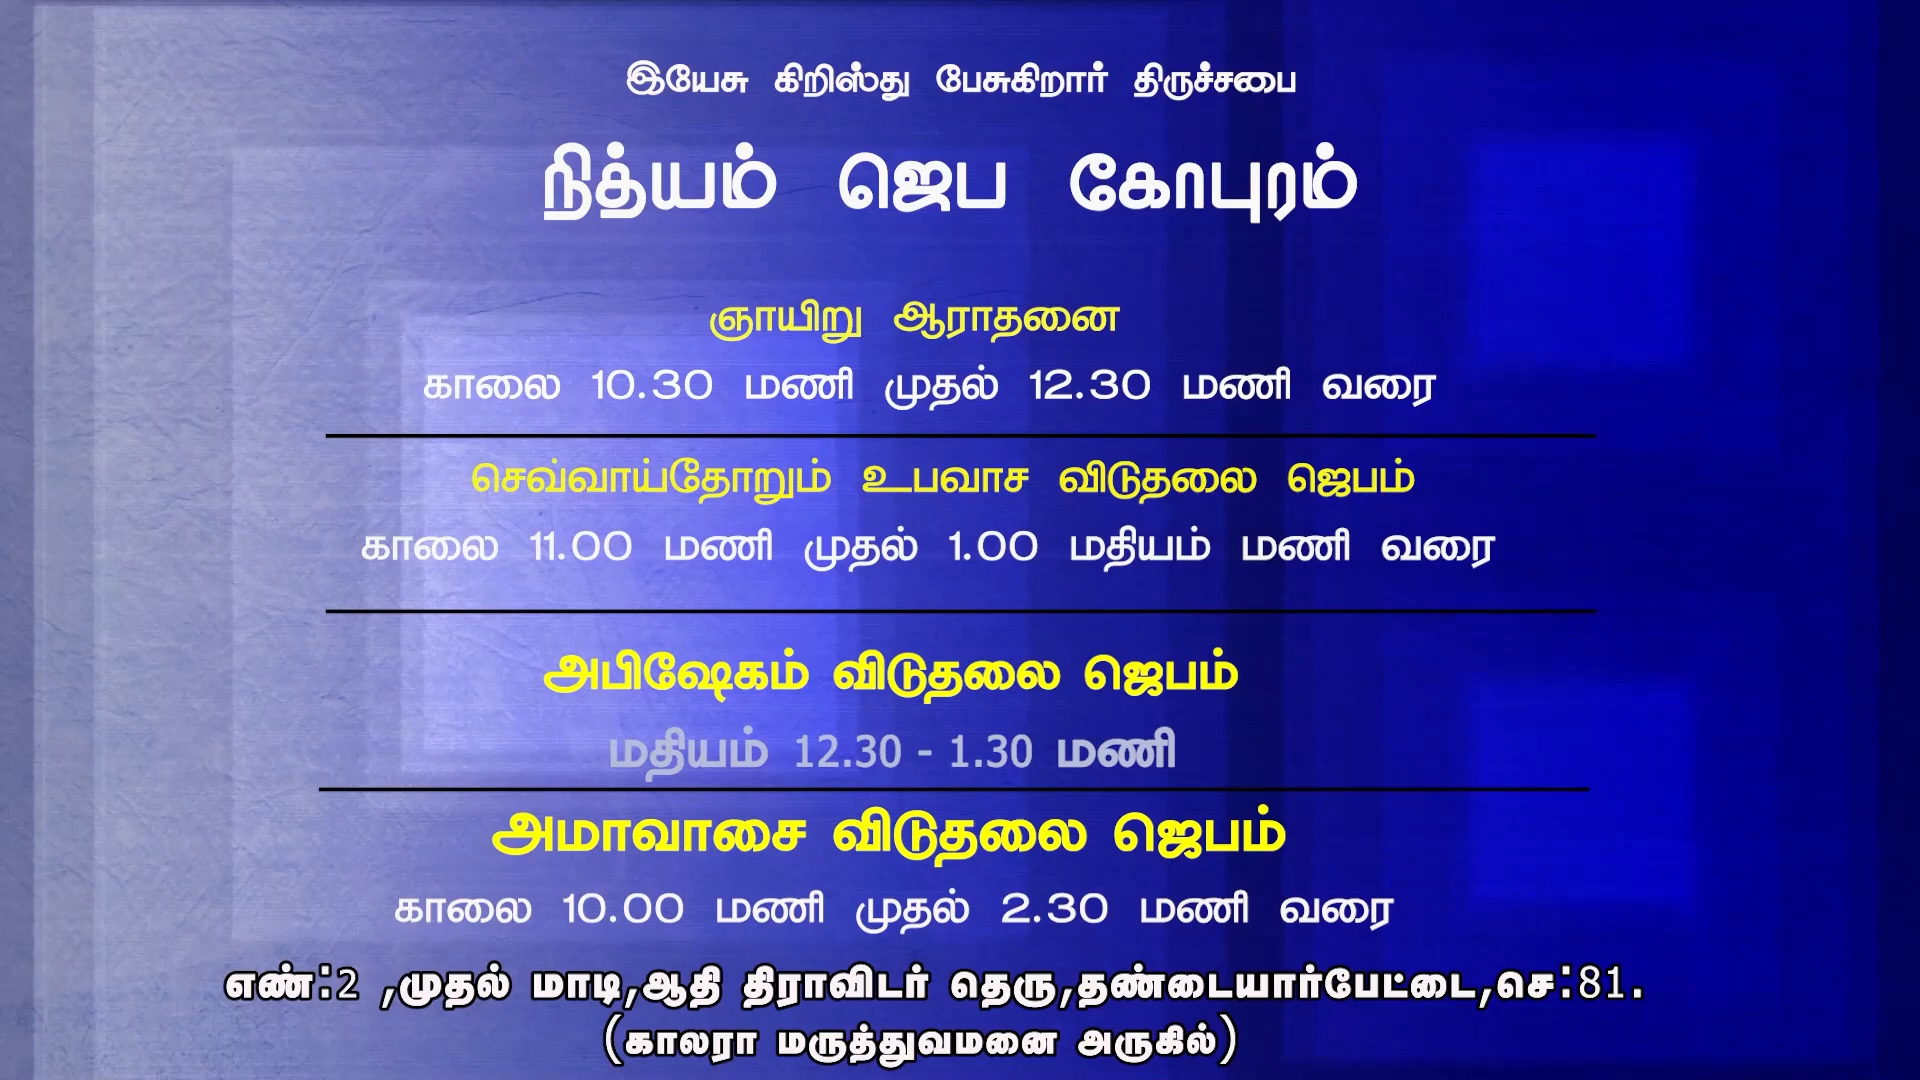 இயேசு கிறிஸ்து பேசுகிறார் திருச்சபை
நித்யம் ஜெப கோபுரம்
ஞாயிறு ஆராதனை
காலை 10.30 மணி முதல் 12.30 மணி வரை
செவ்வாய்தோறும் உபவாச விடுதலை ஜெபம்
காலை 11.00 மணி முதல் 1.00 மதியம் மணி வரை
அபிஷேகம் விடுதலை ஜெபம்
மதியம் 12.30 - 1.30 மணி
அமாவாசை விடுதலை ஜெபம்
காலை 10.00 மணி முதல் 2.30 மணி வரை
எண்:2 ,முதல் மாடி,ஆதி திராவிடர் தெரு,தண்டையார்பேட்டை,செ:81.
(காலரா மருத்துவமனை அருகில்)